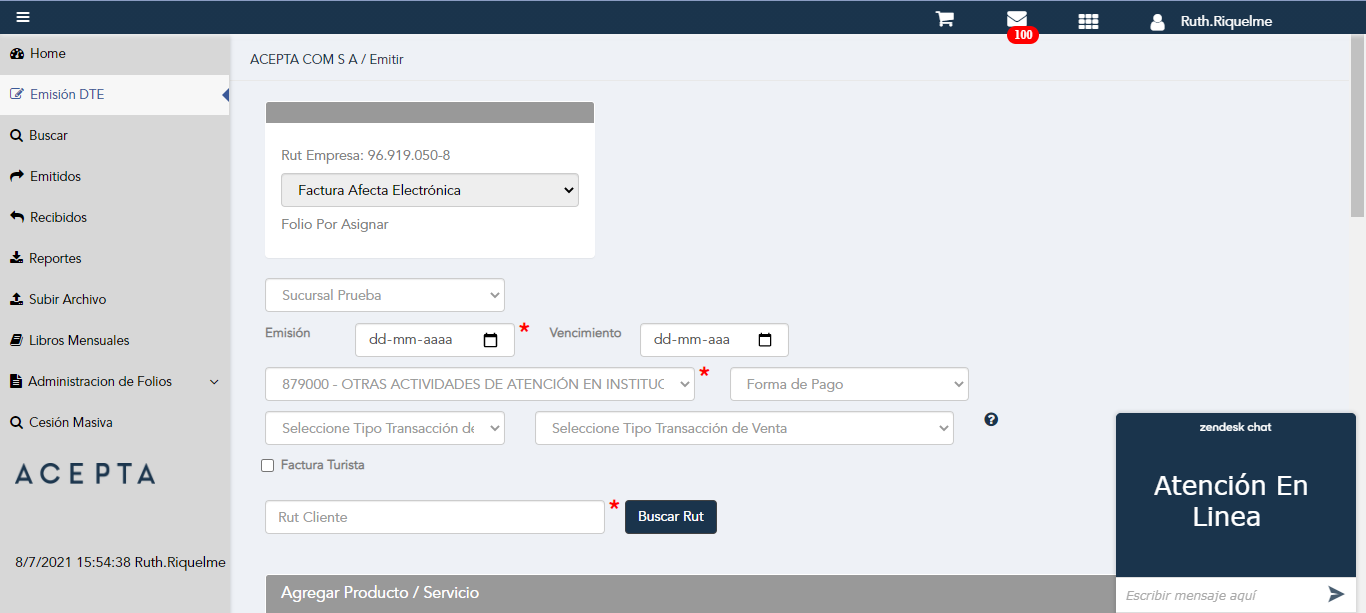 Ruth.Riquelme
100
Home
Emisión DTE
Buscar
Emitidos
Recibidos
Reportes
Subir Archivo
Libros Mensuales
Administracion de Folios
Cesión Masiva
ACEPTA
8/7/2021 15:54:38 Ruth.Riquelme
ACEPTA COM S A / Emitir
Rut Empresa: 96.919.050-8
Factura Afecta Electrónica
Folio Por Asignar
Sucursal Prueba
Emisión dd-mm-aaaa * Vencimiento dd-mm-aaa
879000 - OTRAS ACTIVIDADES DE ATENCIÓN EN INSTITUC * Forma de Pago
Seleccione Tipo Transacción de Seleccione Tipo Transacción de Venta ?
Factura Turista
Rut Cliente * Buscar Rut
Agregar Producto / Servicio
zendesk chat
Atención En
Linea
Escribir mensaje aquí